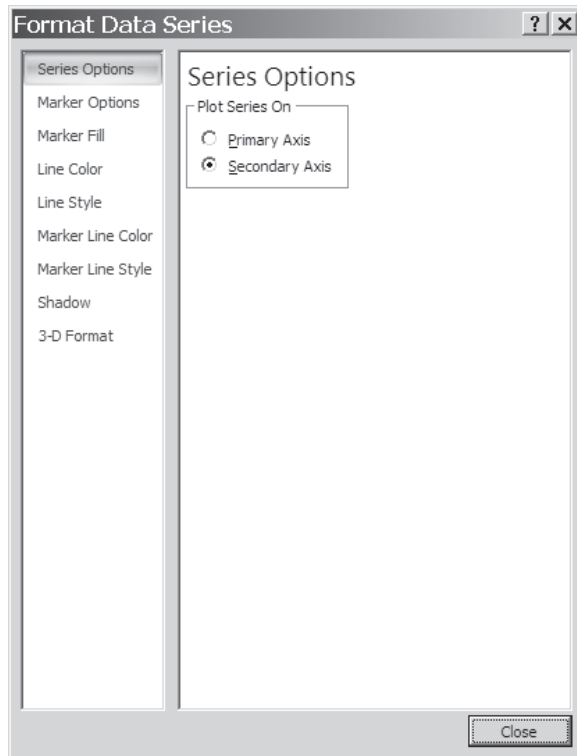 Format Data Series
?
Series Options
Marker Options
Marker Fill
Line Color
Line Style
Marker Line Color
Marker Line Style
Shadow
3-D Format
Series Options
Plot Series On
Primary Axis
Secondary Axis
Close